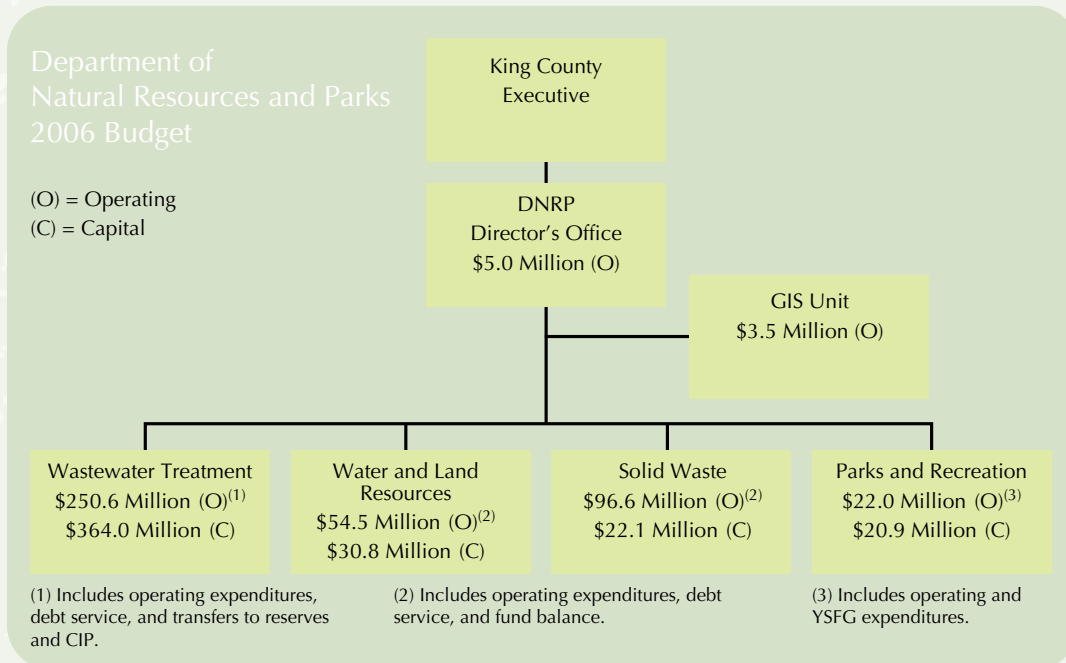 Department of
Natural Resources and Parks
2006 Budget
(O) = Operating
(C) = Capital
King County
Executive
DNRP
Director's Office
$5.0 Million (O)
GIS Unit
$3.5 Million (O)
Wastewater Treatment
$250.6 Million (O)(1)
$364.0 Million (C)
Water and Land
Resources
$54.5 Million (O)(2)
$30.8 Million (C)
Solid Waste
$96.6 Million (O)(2)
$22.1 Million (C)
Parks and Recreation
$22.0 Million (O)(3)
$20.9 Million (C)
(1) Includes operating expenditures,
debt service, and transfers to reserves
and CIP.
(2) Includes operating expenditures, debt
service, and fund balance.
(3) Includes operating and
YSFG expenditures.